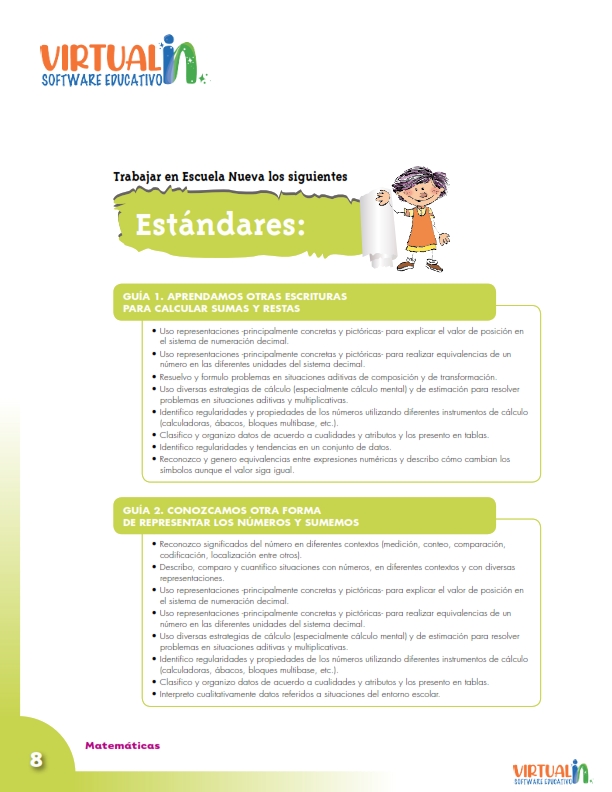 VIRTUALin
SOFTWARE EDUCATIVO
Trabajar en Escuela Nueva los siguientes
Estándares:
GUÍA 1. APRENDAMOS OTRAS ESCRITURAS
PARA CALCULAR SUMAS Y RESTAS
• Uso representaciones -principalmente concretas y pictóricas- para explicar el valor de posición en
el sistema de numeración decimal.
• Uso representaciones -principalmente concretas y pictóricas- para realizar equivalencias de un
número en las diferentes unidades del sistema decimal.
• Resuelvo y formulo problemas en situaciones aditivas de composición y de transformación.
• Uso diversas estrategias de cálculo (especialmente cálculo mental) y de estimación para resolver
problemas en situaciones aditivas y multiplicativas.
• Identifico regularidades y propiedades de los números utilizando diferentes instrumentos de cálculo
(calculadoras, ábacos, bloques multibase, etc.).
• Clasifico y organizo datos de acuerdo a cualidades y atributos y los presento en tablas.
• Identifico regularidades y tendencias en un conjunto de datos.
• Reconozco y genero equivalencias entre expresiones numéricas y describo cómo cambian los
símbolos aunque el valor siga igual.
GUÍA 2. CONOZCAMOS OTRA FORMA
DE REPRESENTAR LOS NÚMEROS Y SUMEMOS
• Reconozco significados del número en diferentes contextos (medición, conteo, comparación,
codificación, localización entre otros).
• Describo, comparo y cuantifico situaciones con números, en diferentes contextos y con diversas
representaciones.
• Uso representaciones -principalmente concretas y pictóricas- para explicar el valor de posición en
el sistema de numeración decimal.
• Uso representaciones -principalmente concretas y pictóricas- para realizar equivalencias de un
número en las diferentes unidades del sistema decimal.
• Uso diversas estrategias de cálculo (especialmente cálculo mental) y de estimación para resolver
problemas en situaciones aditivas y multiplicativas.
• Identifico regularidades y propiedades de los números utilizando diferentes instrumentos de cálculo
(calculadoras, ábacos, bloques multibase, etc.).
• Clasifico y organizo datos de acuerdo a cualidades y atributos y los presento en tablas.
• Interpreto cualitativamente datos referidos a situaciones del entorno escolar.
Matemáticas
8
VIRTUALin
SOFTWARE EDUCATIVO